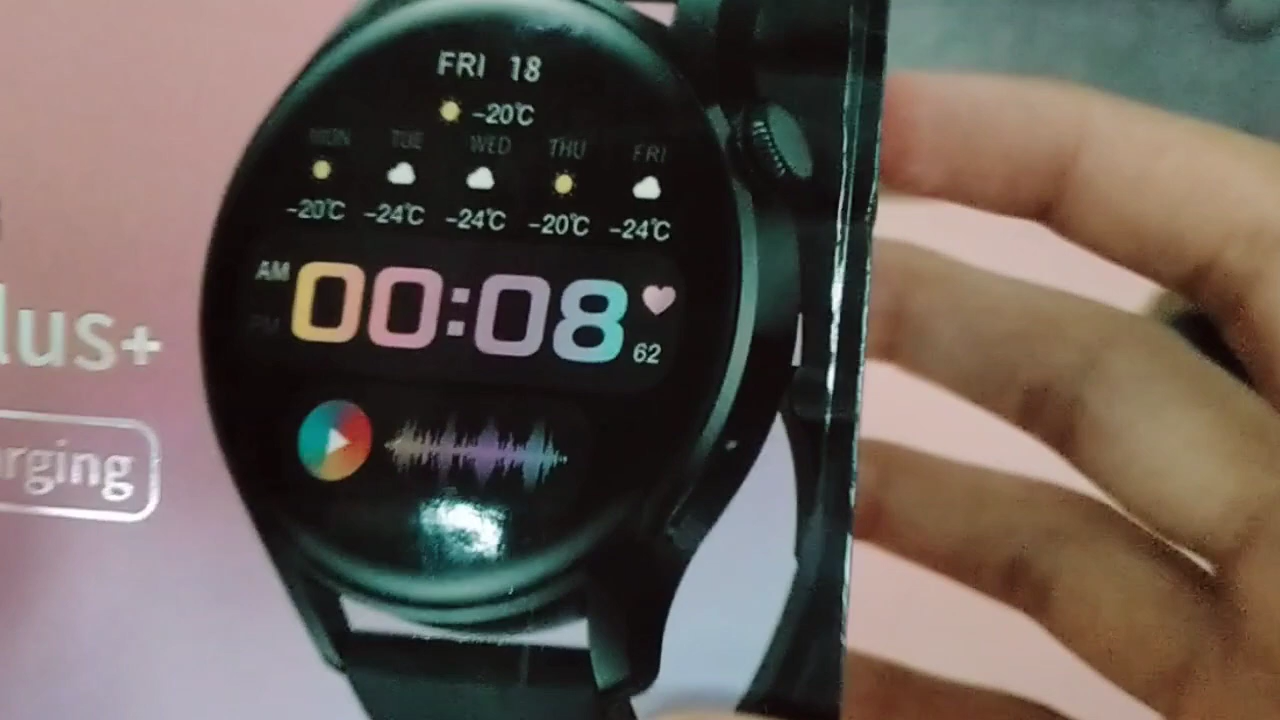 FRI 18
-20℃
MON TUE WED THU FRI
-20℃ -24℃ -24℃ -20℃ -24℃
AM
PM
00:08
62
lus+
rging